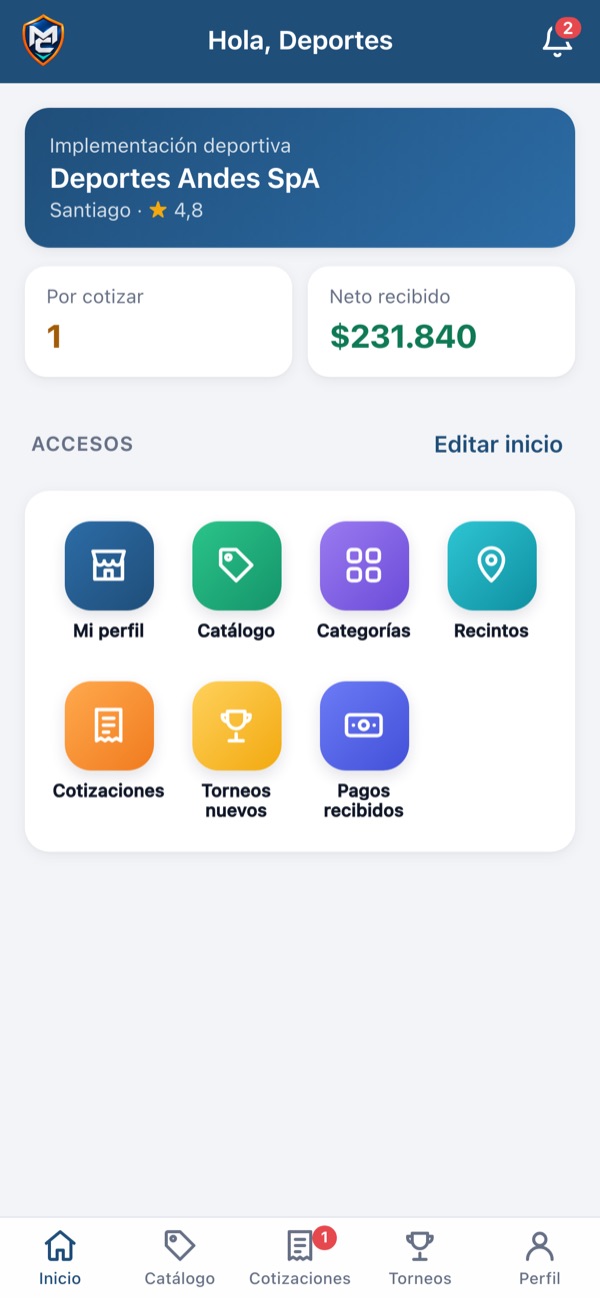 MC
Hola, Deportes
2
Implementación deportiva
Deportes Andes SpA
Santiago · ★ 4,8
Por cotizar
1
Neto recibido
$231.840
ACCESOS
Editar inicio
Mi perfil
Catálogo
Categorías
Recintos
Cotizaciones
Torneos
nuevos
Pagos
recibidos
1
Inicio
Catálogo
Cotizaciones
Torneos
Perfil